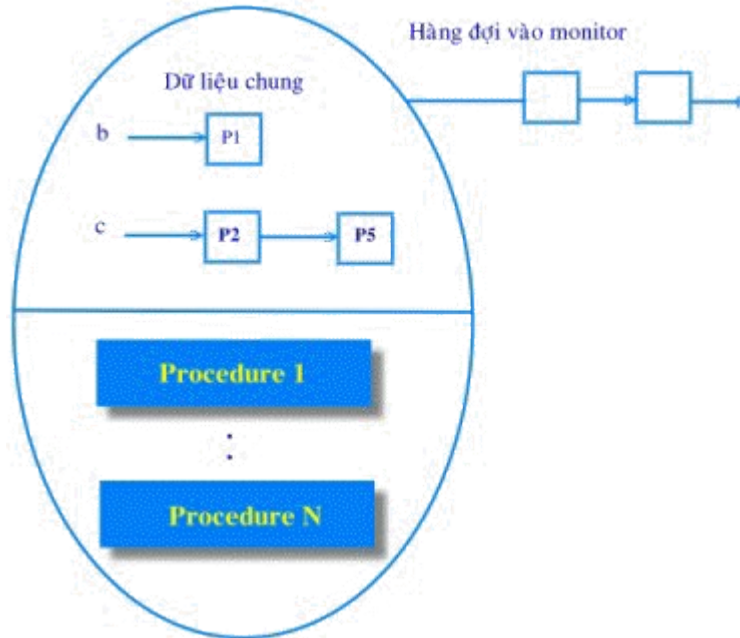 Hàng đợi vào monitor
Dữ liệu chung
b
P1
c
P2
P5
Procedure 1
:
Procedure N